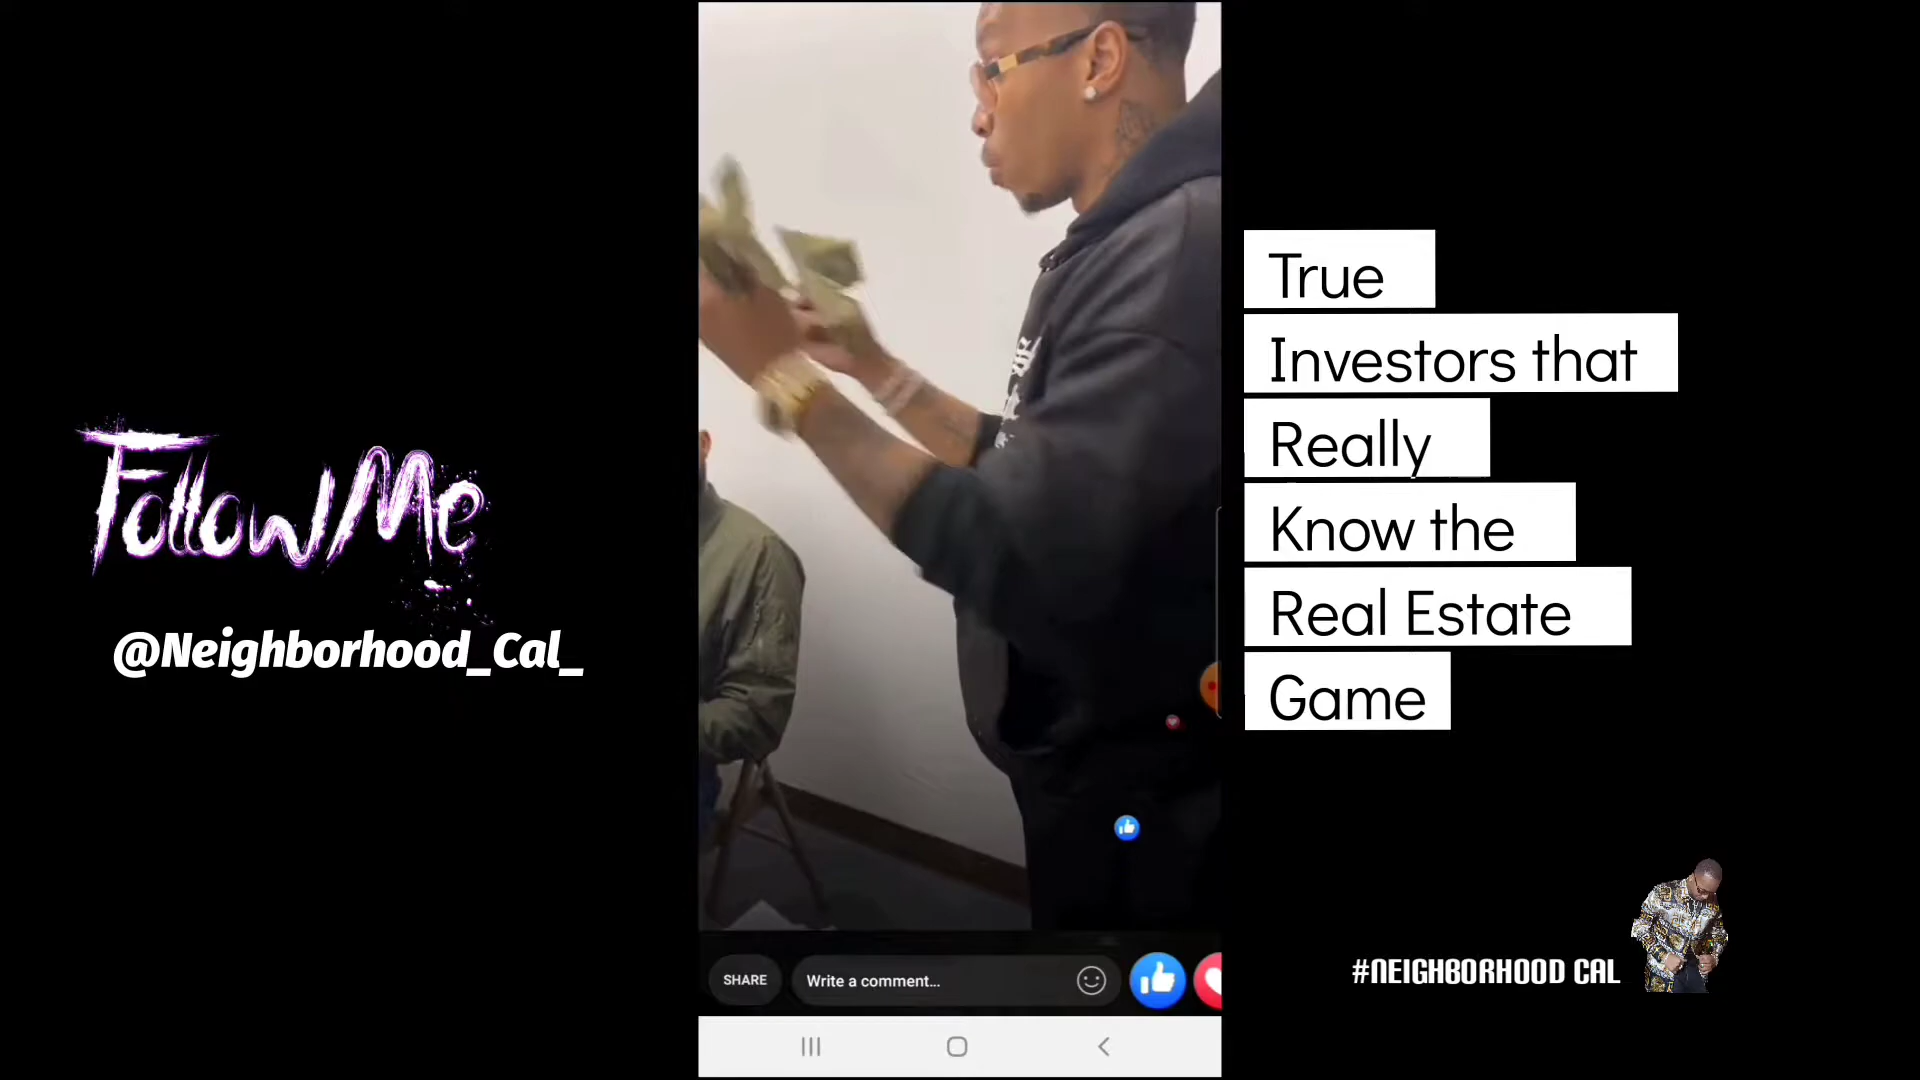 Follow Me
@Neighborhood_Cal_
True
Investors that
Really
Know the
Real Estate
Game
SHARE
Write a comment...
#NEIGHBORHOOD CAL